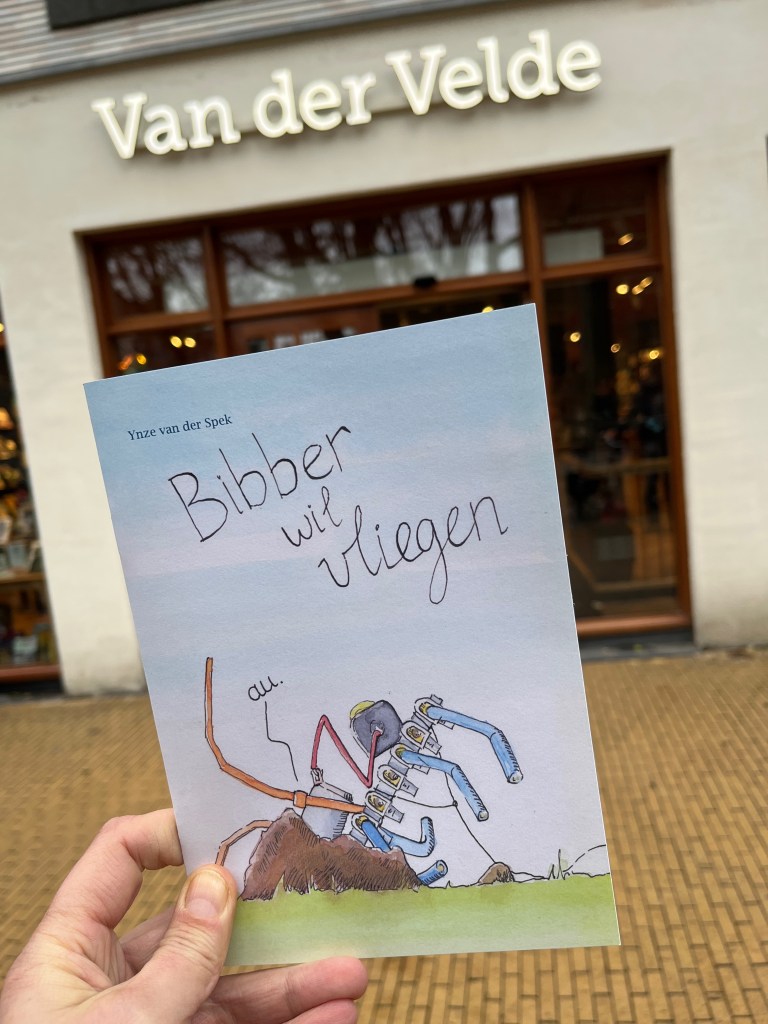 Van der Velde
Ynze van der Spek
Bibber
wil
vliegen
au.